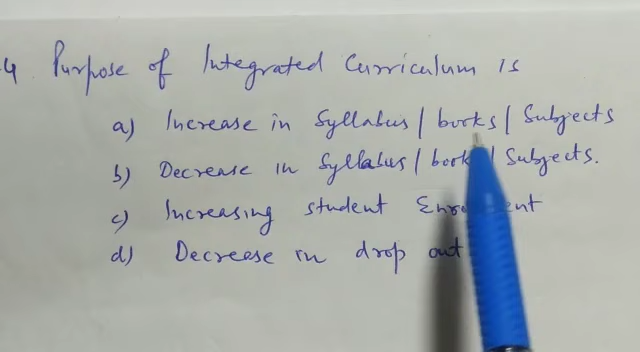 4 Purpose of Integrated Curriculum is
a) Increase in Syllabus / books / Subjects
b) Decrease in Syllabus / book / Subjects.
c) Increasing student
d) Decrease in drop out